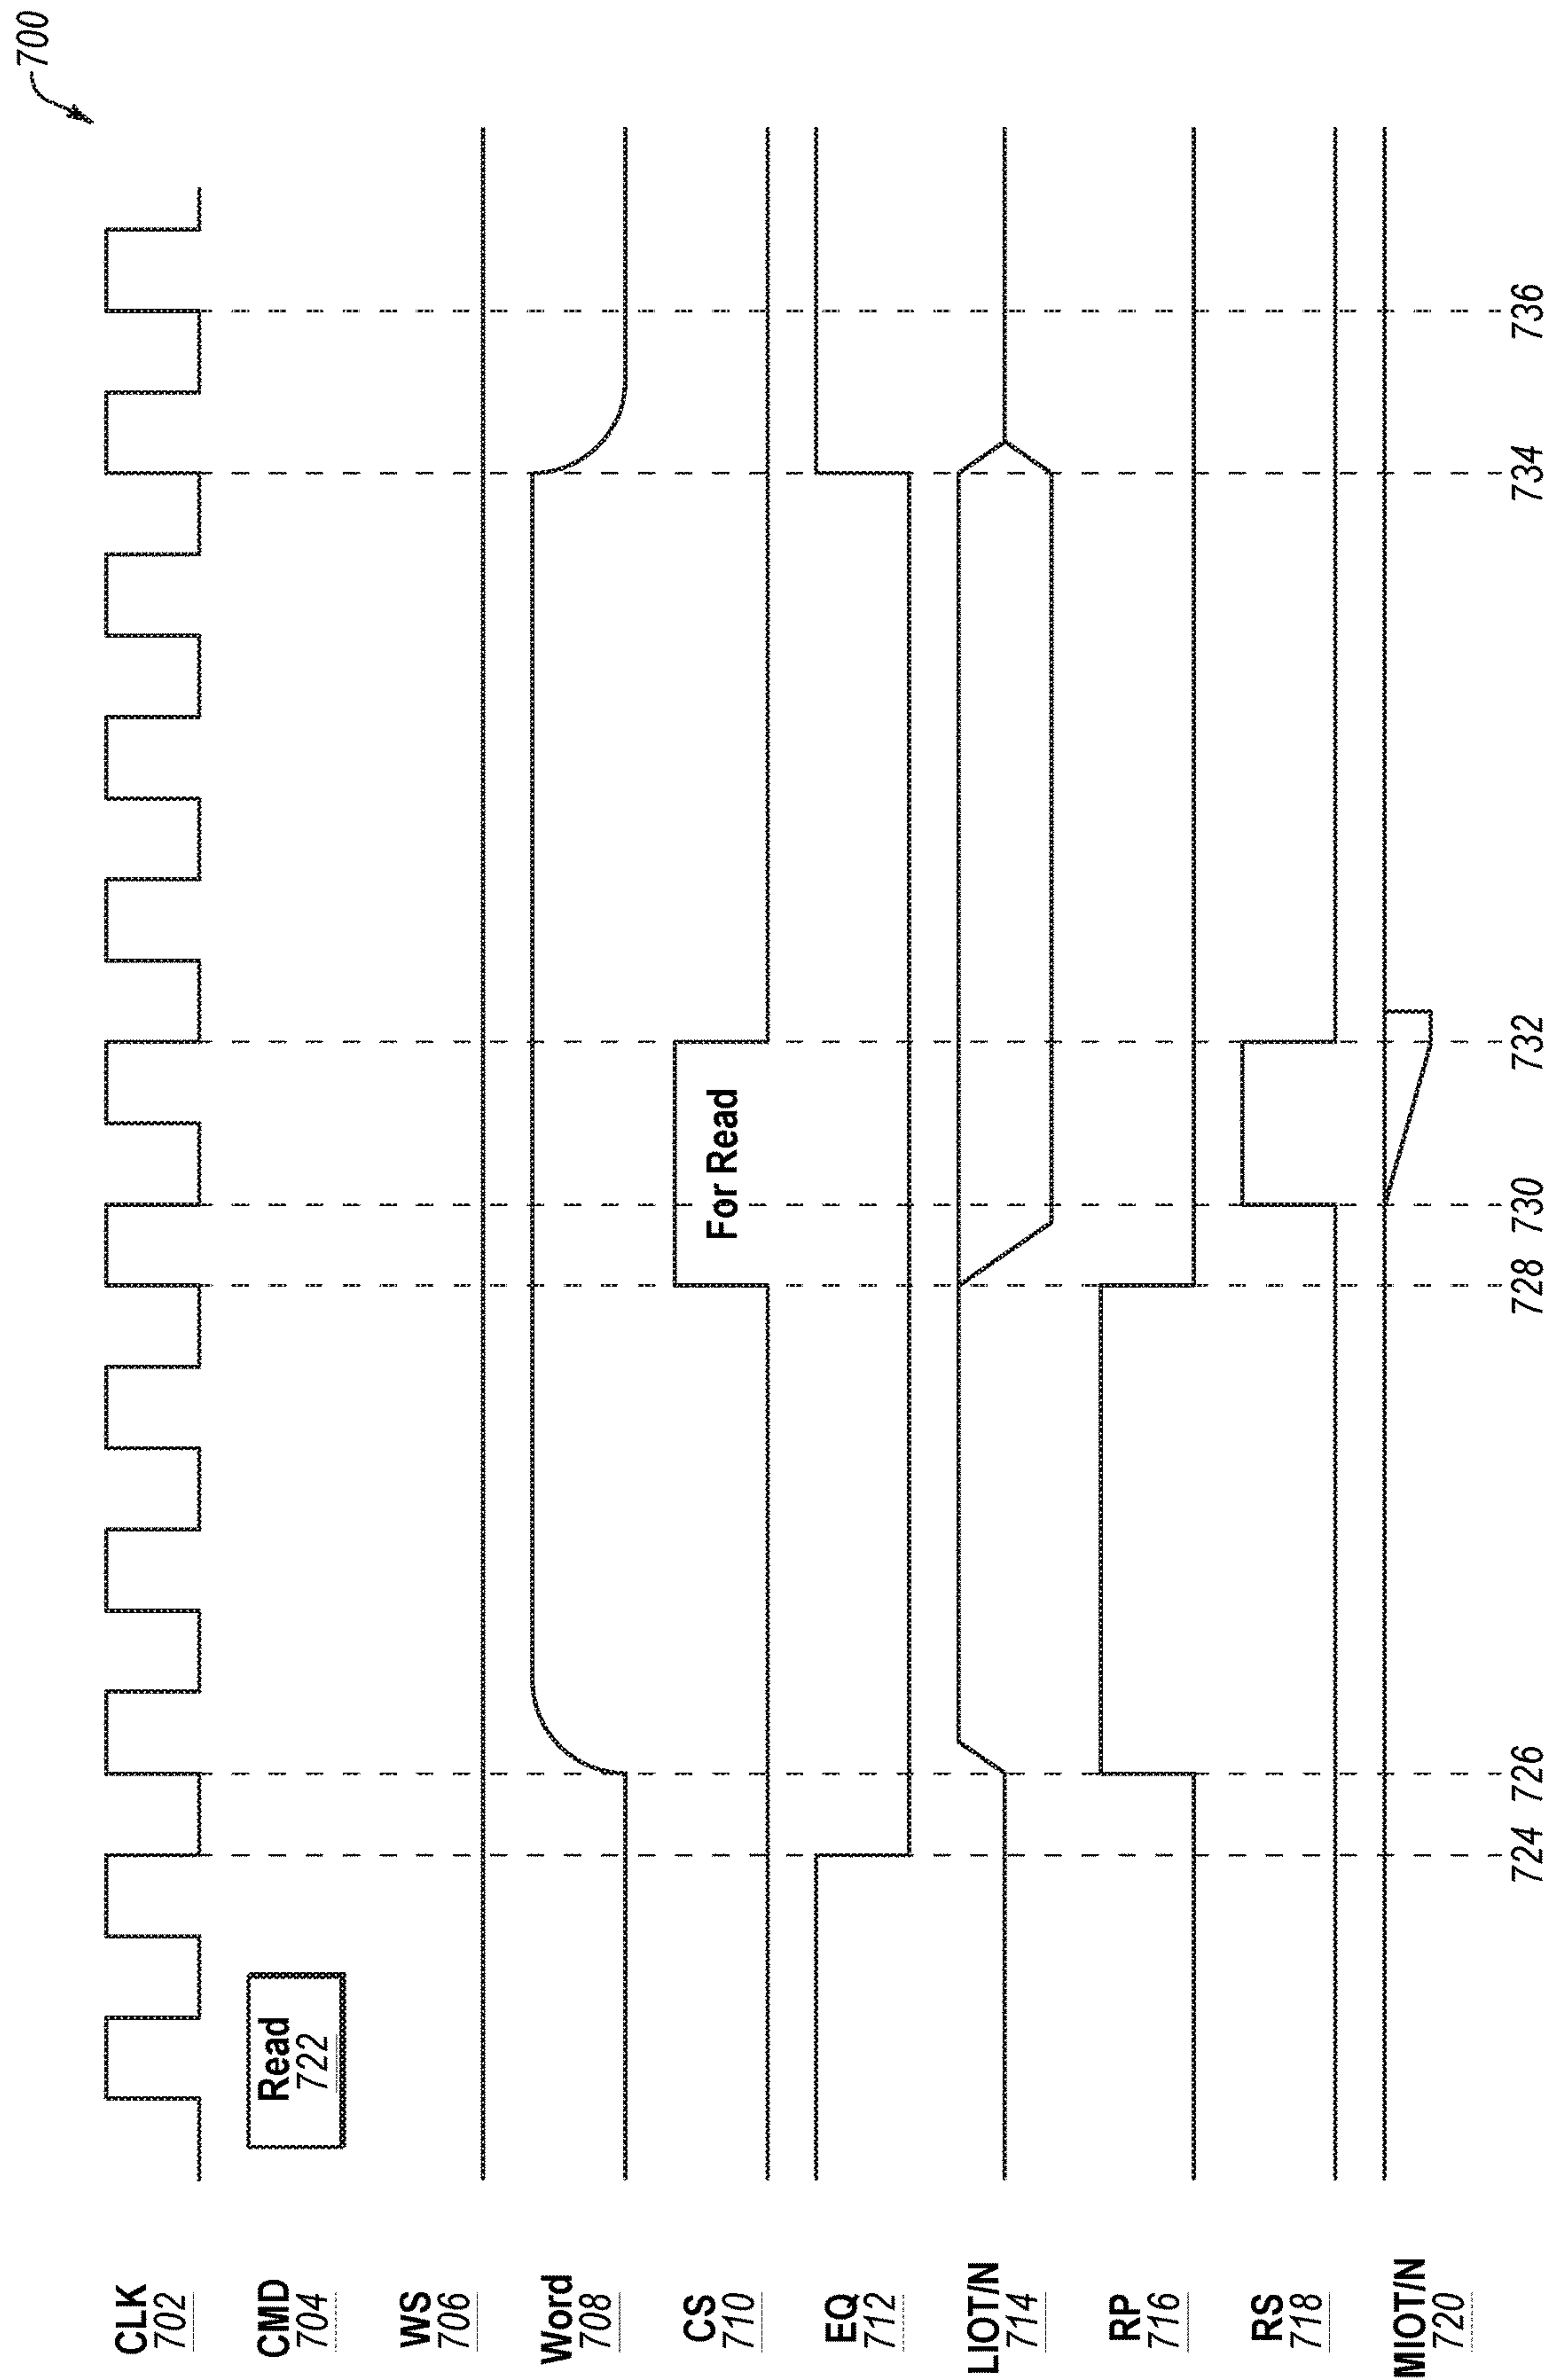 700
CLK
702
CMD
704
Read
722
WS
706
Word
708
CS
710
For Read
EQ
712
LIOT/N
714
RP
716
RS
718
MIOT/N
720
724
726
728
730
732
734
736